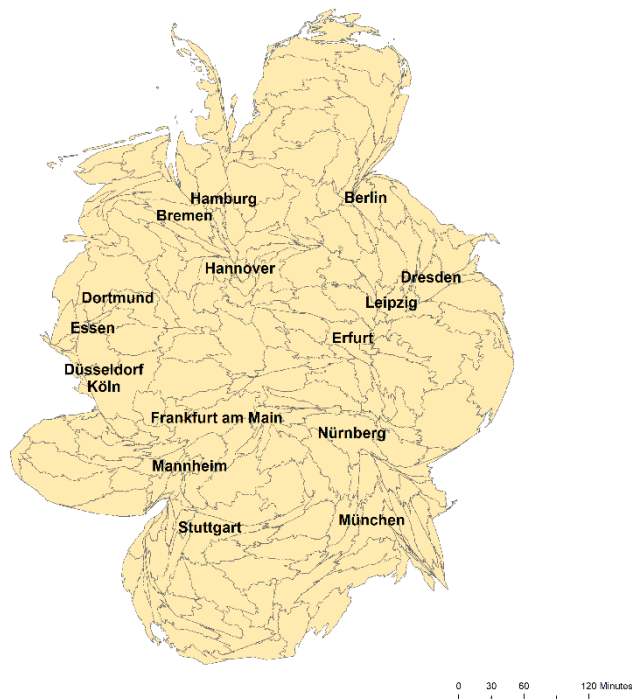 Hamburg
Bremen
Berlin
Hannover
Dresden
Dortmund
Leipzig
Essen
Erfurt
Düsseldorf
Köln
Frankfurt am Main
Nürnberg
Mannheim
Stuttgart
München
0 30 60 120 Minutes